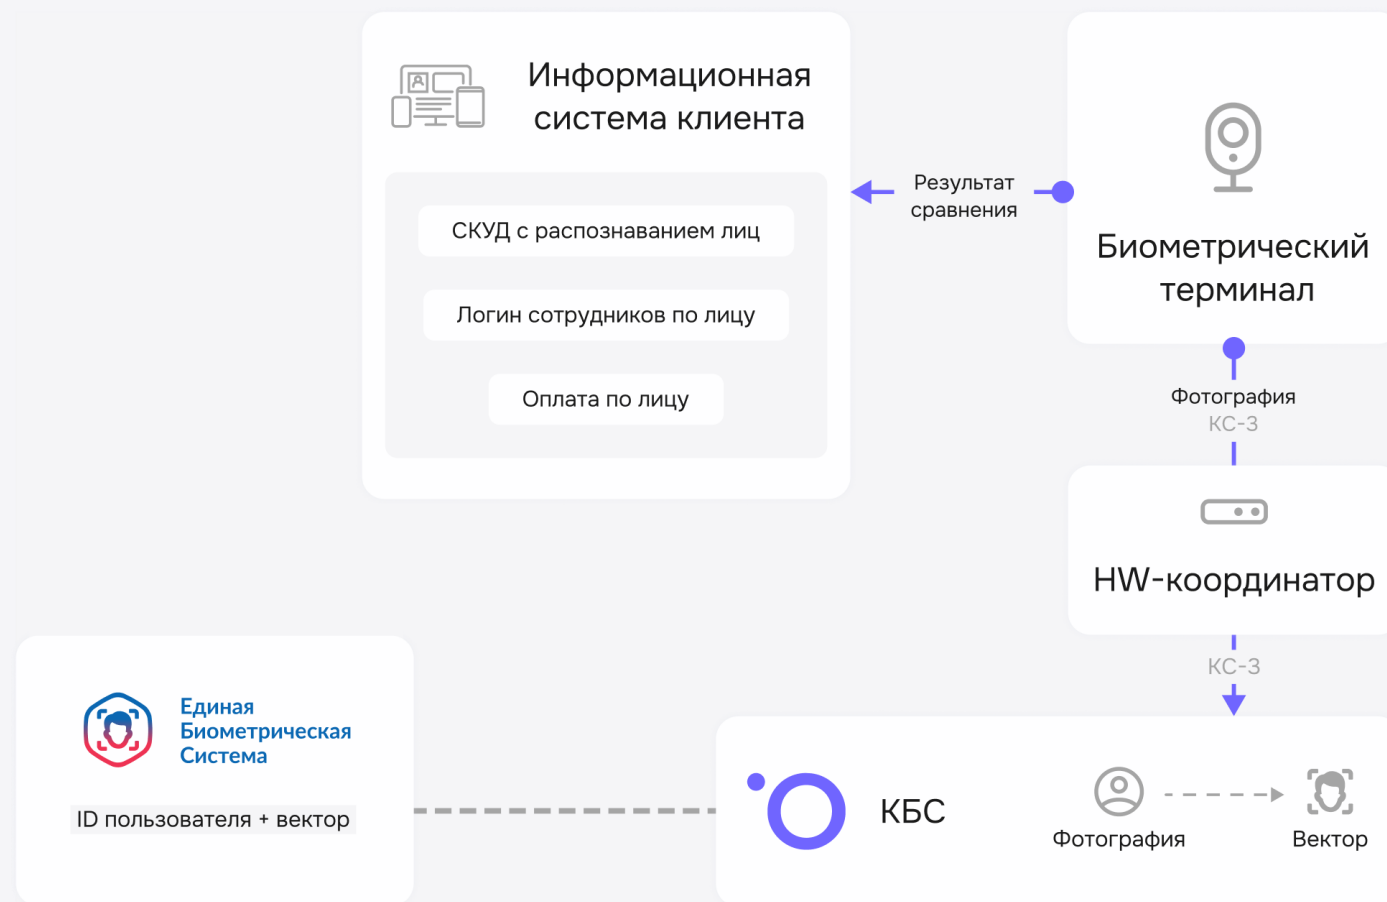 Информационная
система клиента
СКУД с распознаванием лиц
Логин сотрудников по лицу
Оплата по лицу
Результат
сравнения
Биометрический
терминал
Фотография
КС-3
HW-координатор
КС-3
Единая
Биометрическая
Система
ID пользователя + вектор
КБС
Фотография
Вектор